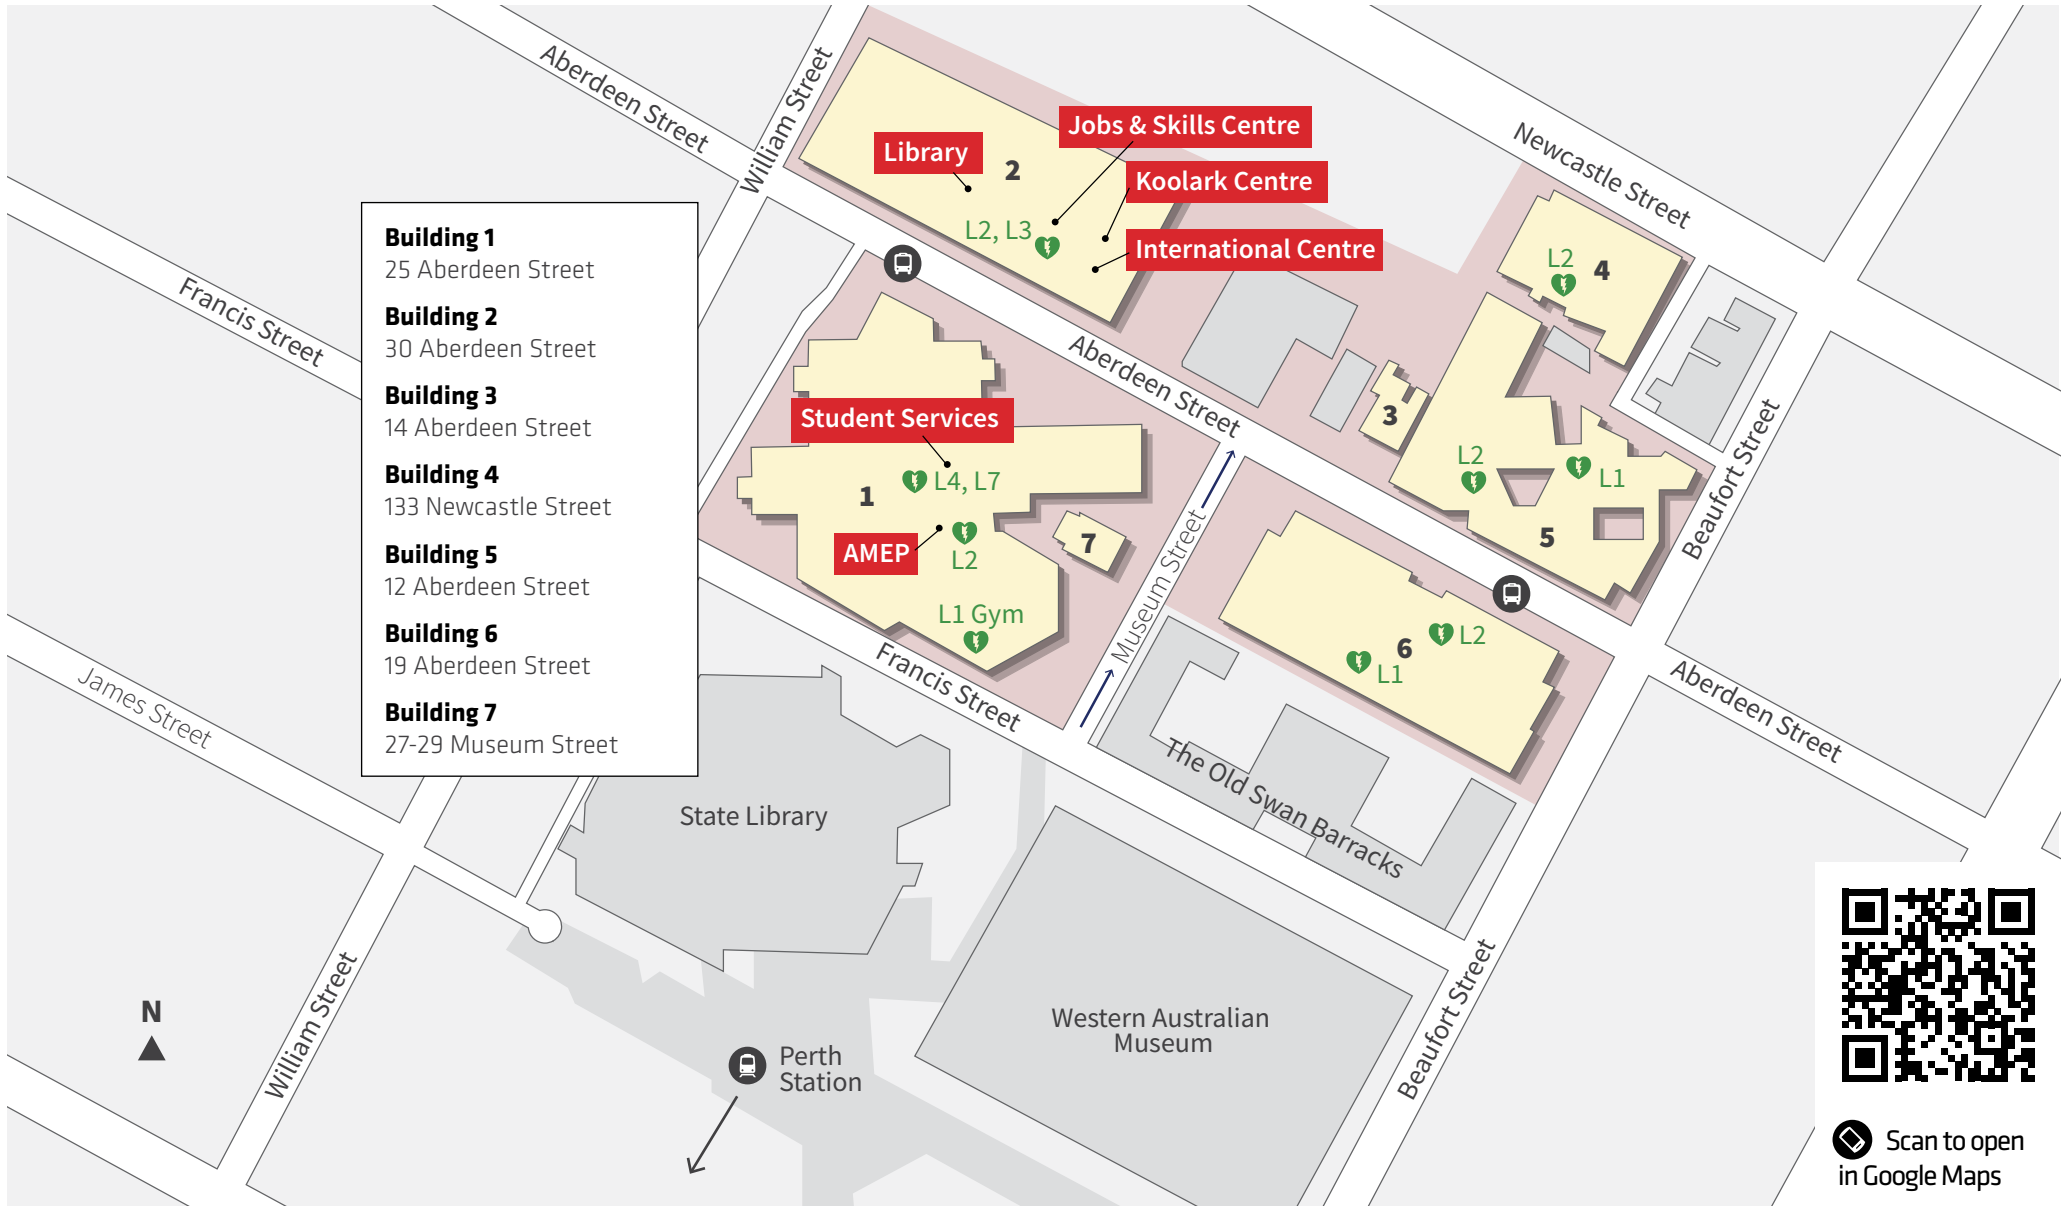 Aberdeen Street
William Street
Newcastle Street
Jobs & Skills Centre
Library
2
Koolark Centre
L2, L3
International Centre
L2
4
Francis Street
Building 1
25 Aberdeen Street
Building 2
30 Aberdeen Street
Building 3
14 Aberdeen Street
Building 4
133 Newcastle Street
Building 5
12 Aberdeen Street
Building 6
19 Aberdeen Street
Building 7
27-29 Museum Street
Aberdeen Street
3
Student Services
L4, L7
1
AMEP
L2
7
L1 Gym
L2
L1
5
Beaufort Street
Museum Street
6
L2
L1
Francis Street
Aberdeen Street
James Street
State Library
The Old Swan Barracks
William Street
N
Perth
Station
Western Australian
Museum
Beaufort Street
Scan to open
in Google Maps